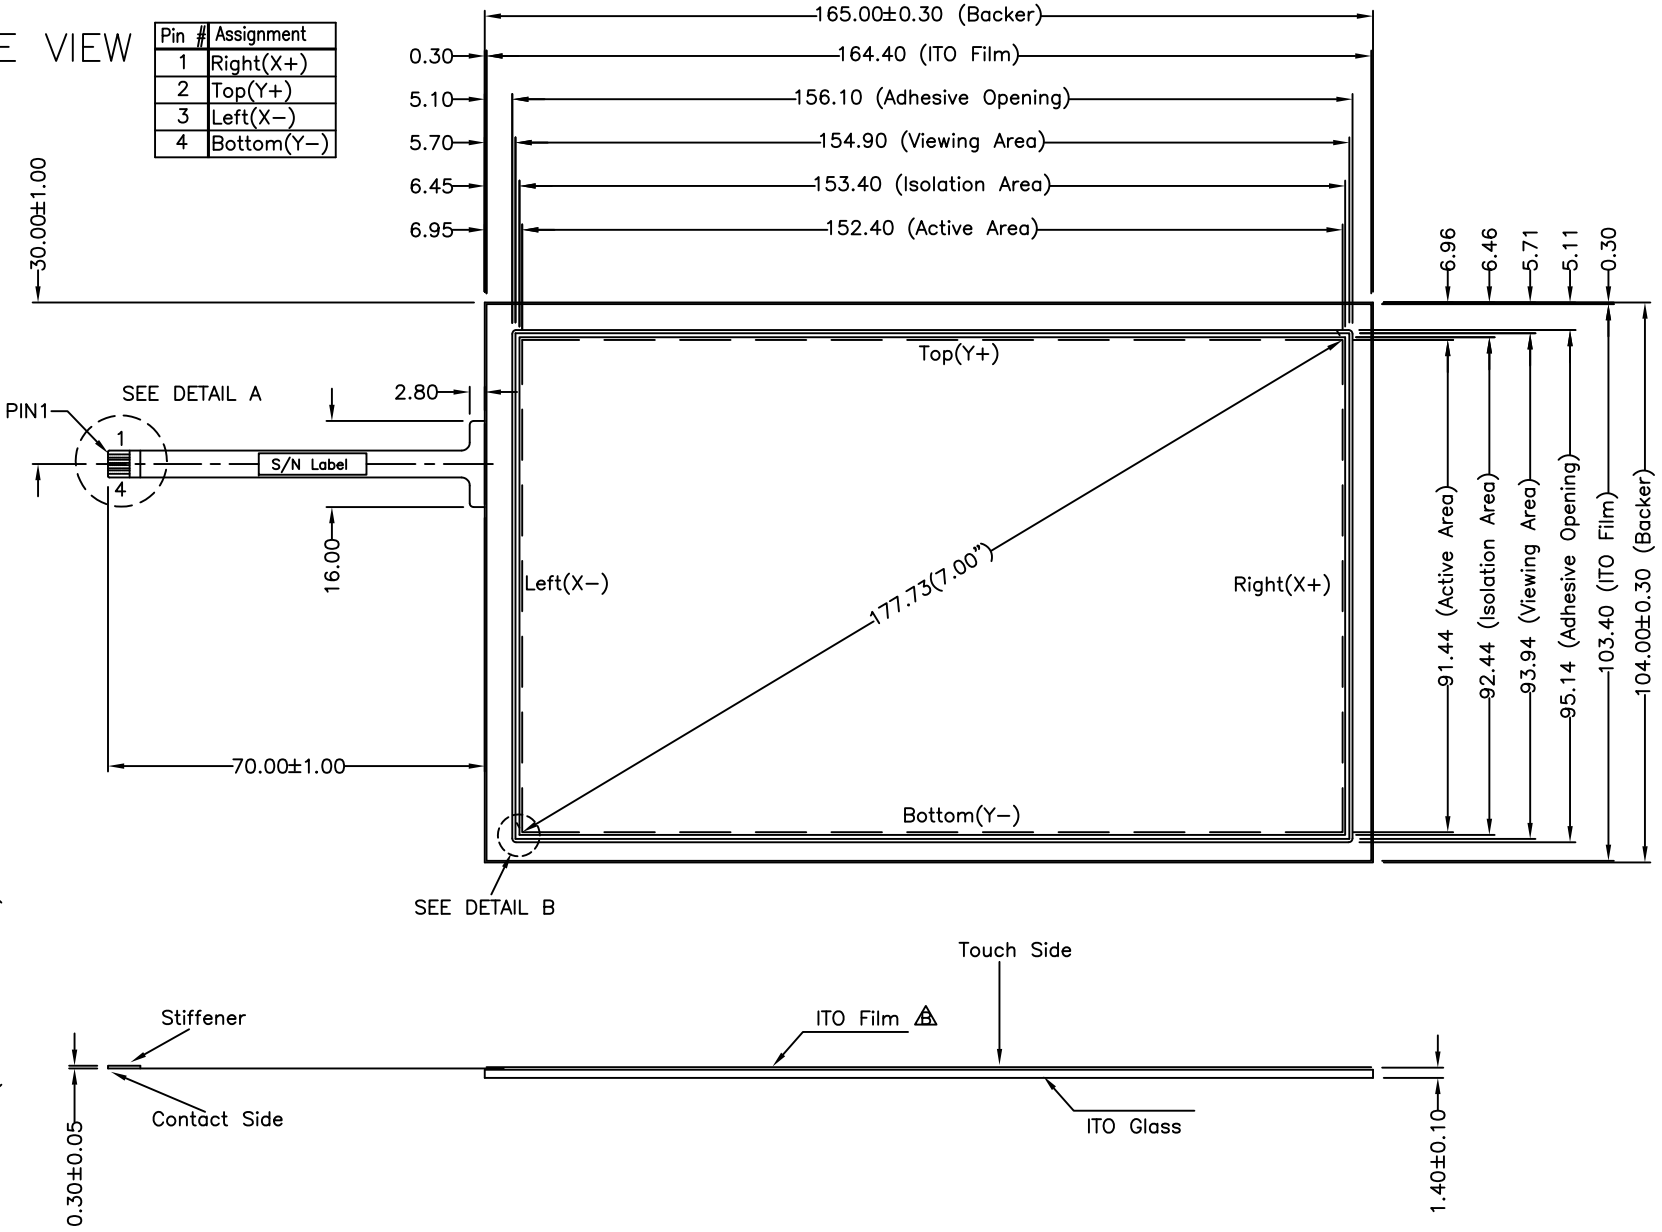 E VIEW
Pin # Assignment
1 Right(X+)
2 Top(Y+)
3 Left(X-)
4 Bottom(Y-)
165.00±0.30 (Backer)
0.30 164.40 (ITO Film)
5.10 156.10 (Adhesive Opening)
5.70 154.90 (Viewing Area)
6.45 153.40 (Isolation Area)
6.95 152.40 (Active Area)
30.00±1.00
6.96
6.46
5.71
5.11
0.30
Top(Y+)
SEE DETAIL A
2.80
PIN1
1
S/N Label
4
16.00
Left(X-)
177.73(7.00")
Right(X+)
91.44 (Active Area)
92.44 (Isolation Area)
93.94 (Viewing Area)
95.14 (Adhesive Opening)
103.40 (ITO Film)
104.00±0.30 (Backer)
70.00±1.00
Bottom(Y-)
SEE DETAIL B
Touch Side
Stiffener
ITO Film B
Contact Side
ITO Glass
0.30±0.05
1.40±0.10